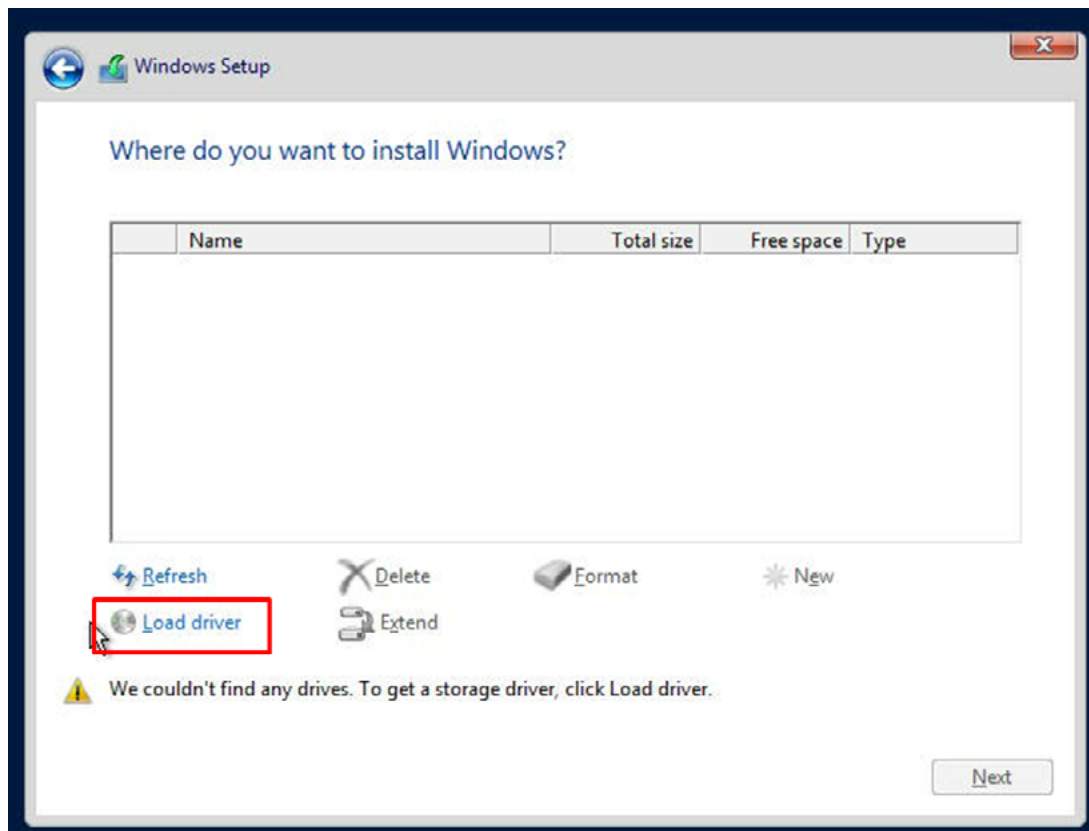 Windows Setup
Where do you want to install Windows?
Name Total size Free space Type
Refresh Delete Format New
Load driver Extend
We couldn't find any drives. To get a storage driver, click Load driver.
Next